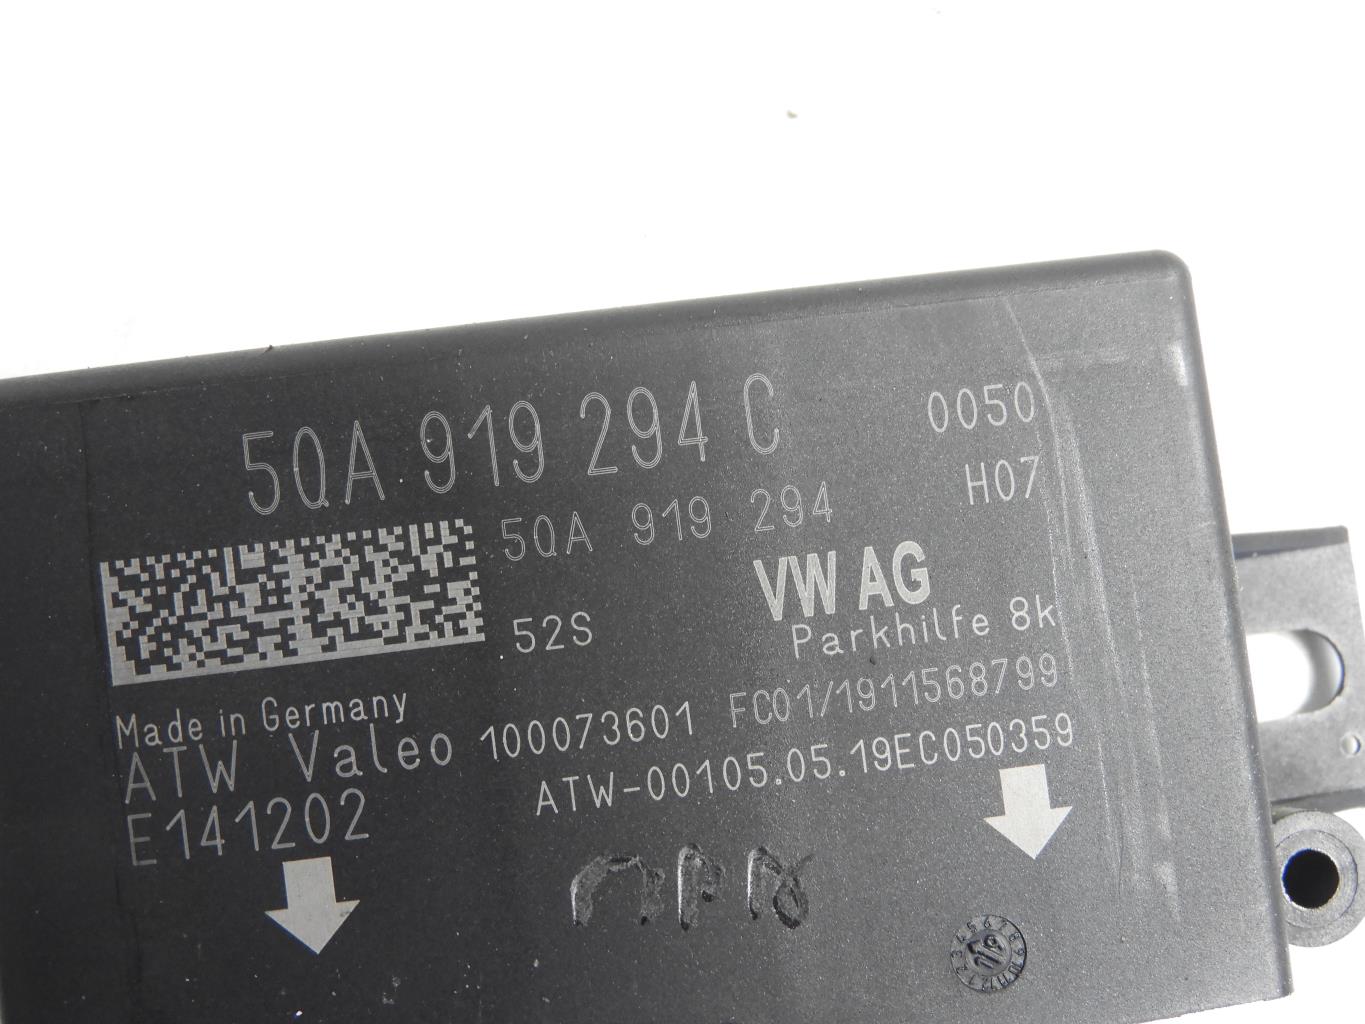 5QA 919 294 C
0050
5QA 919 294
H07
VW AG
52S
Parkhilfe 8k
Made in Germany
ATW Valeo 100073601 FC01/1911568799
E141202
ATW-00105.05.19EC050359